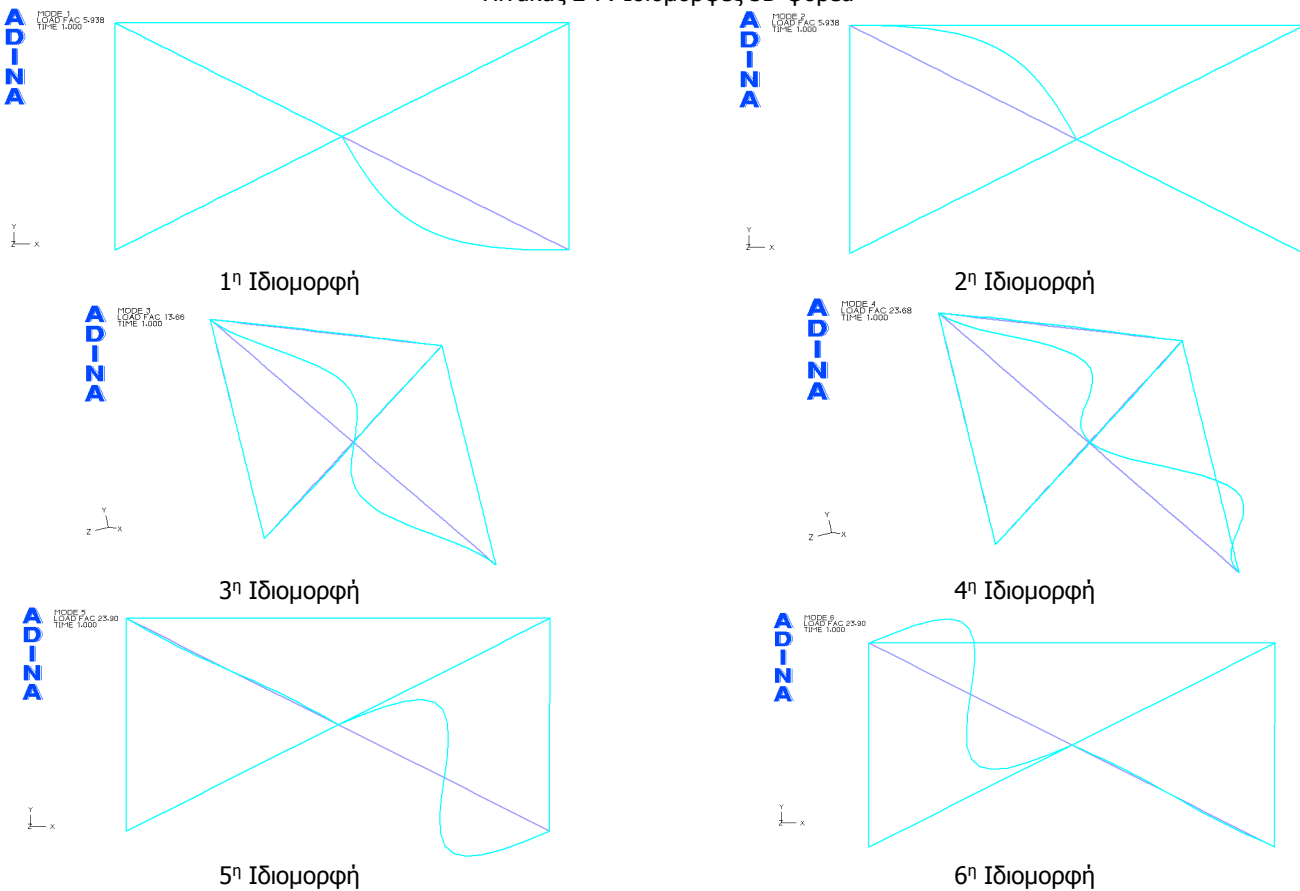 ADINA
MODE 1
LOAD FAC 5.938
TIME 1.000
Y
Z X
1η Ιδιομορφή
ADINA
MODE 2
LOAD FAC 5.938
TIME 1.000
Y
Z X
2η Ιδιομορφή
ADINA
MODE 3
LOAD FAC 13.66
TIME 1.000
Y
Z X
3η Ιδιομορφή
ADINA
MODE 4
LOAD FAC 23.68
TIME 1.000
Y
Z X
4η Ιδιομορφή
ADINA
MODE 5
LOAD FAC 23.90
TIME 1.000
Y
Z X
5η Ιδιομορφή
ADINA
MODE 6
LOAD FAC 23.90
TIME 1.000
Y
Z X
6η Ιδιομορφή